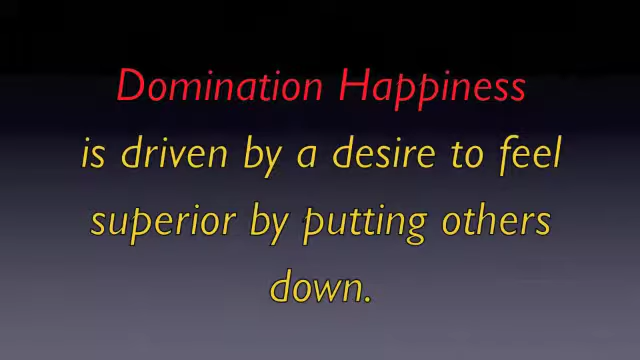 Domination Happiness
is driven by a desire to feel
superior by putting others
down.